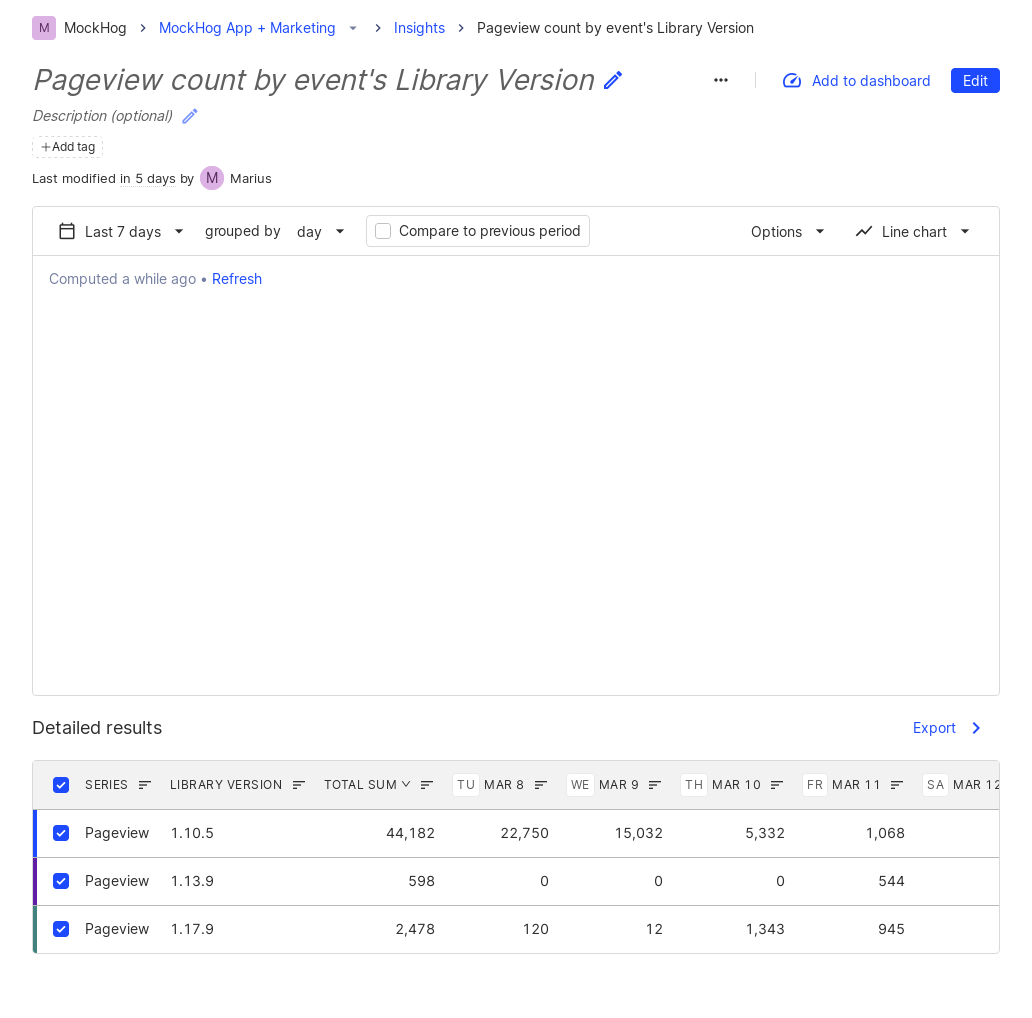 M MockHog MockHog App + Marketing Insights Pageview count by event's Library Version
Pageview count by event's Library Version
Add to dashboard Edit
Description (optional)
Add tag
Last modified in 5 days by M Marius
Last 7 days grouped by day Compare to previous period Options Line chart
Computed a while ago • Refresh
Detailed results Export
SERIES LIBRARY VERSION TOTAL SUM TU MAR 8 WE MAR 9 TH MAR 10 FR MAR 11 SA MAR 12
Pageview 1.10.5 44,182 22,750 15,032 5,332 1,068
Pageview 1.13.9 598 0 0 0 544
Pageview 1.17.9 2,478 120 12 1,343 945